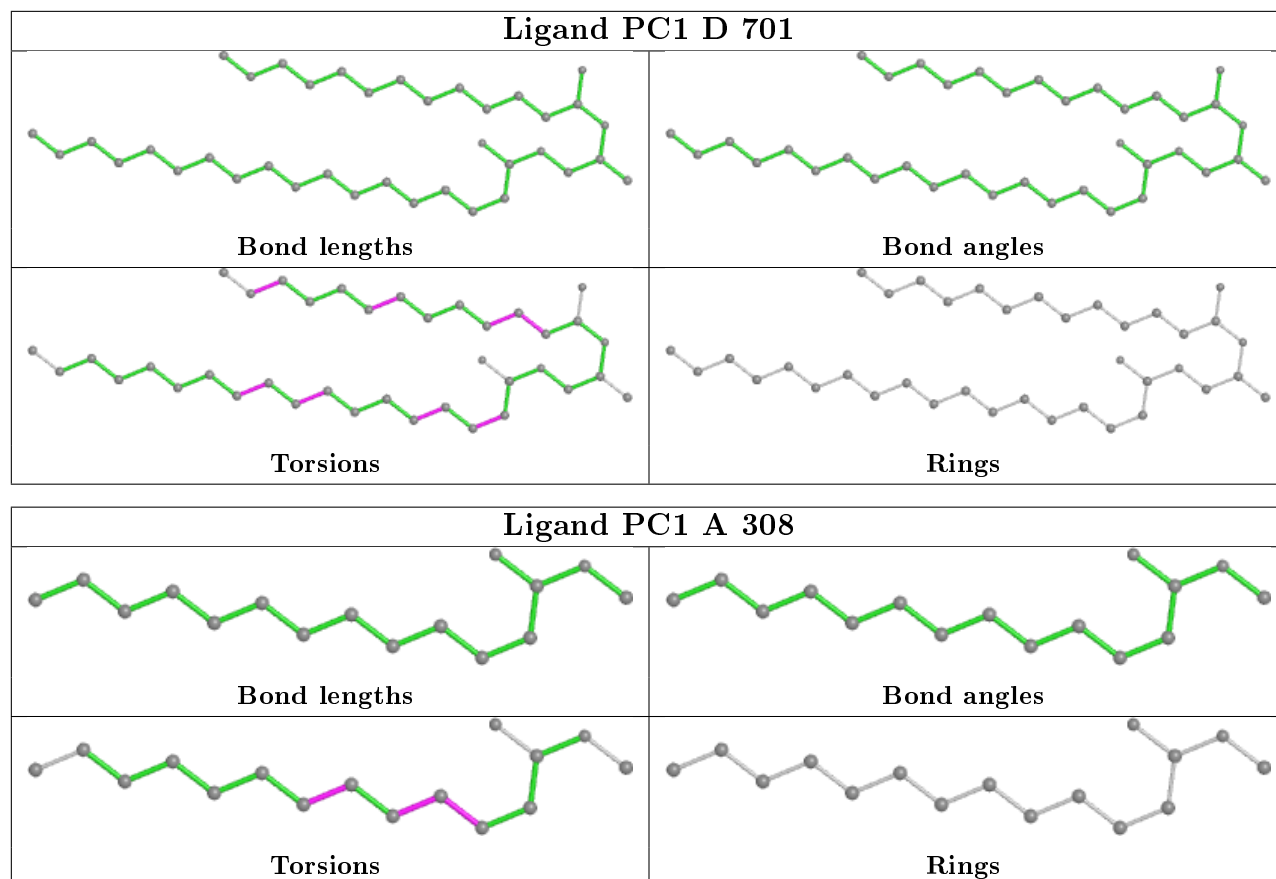 Ligand PC1 D 701
Bond lengths
Bond angles
Torsions
Rings
Ligand PC1 A 308
Bond lengths
Bond angles
Torsions
Rings